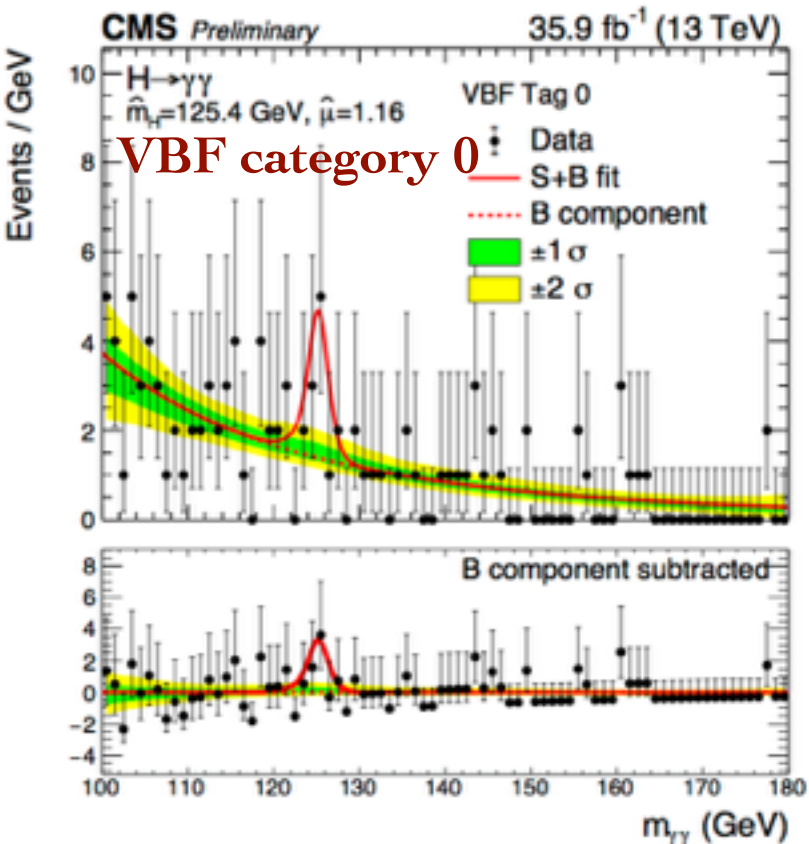 CMS Preliminary 35.9 fb⁻¹ (13 TeV)
Events / GeV
10
8
6
4
2
0
H→γγ
m̂_H=125.4 GeV, μ̂=1.16
VBF category 0
VBF Tag 0
Data
S+B fit
B component
±1 σ
±2 σ
B component subtracted
8
6
4
2
0
−2
−4
100 110 120 130 140 150 160 170 180
m_γγ (GeV)